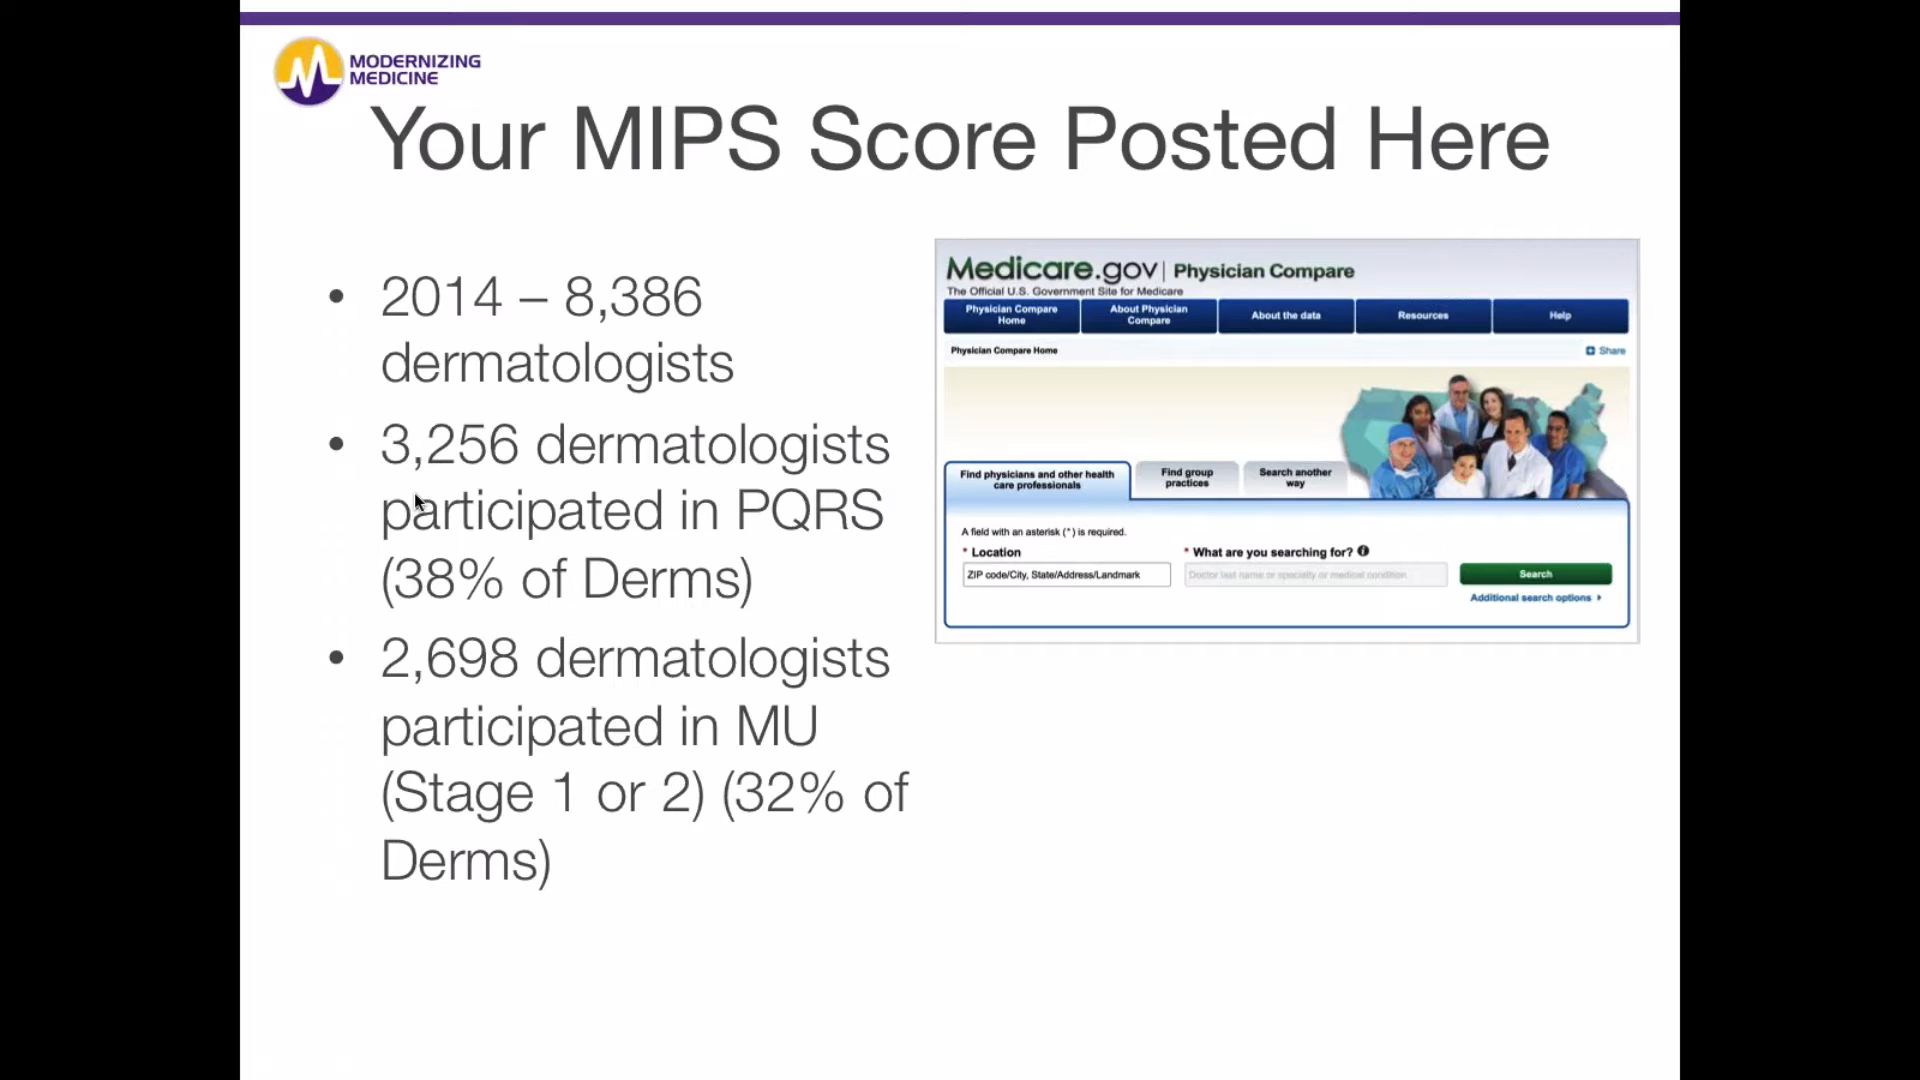 MODERNIZING
MEDICINE
Your MIPS Score Posted Here
• 2014 – 8,386
dermatologists
• 3,256 dermatologists
participated in PQRS
(38% of Derms)
• 2,698 dermatologists
participated in MU
(Stage 1 or 2) (32% of
Derms)
Medicare.gov | Physician Compare
The Official U.S. Government Site for Medicare
Physician Compare
Home
About Physician
Compare
About the data
Resources
Help
Physician Compare Home
Share
Find physicians and other health
care professionals
Find group
practices
Search another
way
A field with an asterisk (*) is required.
* Location
* What are you searching for?
ZIP code/City, State/Address/Landmark
Doctor last name or specialty or medical condition
Search
Additional search options